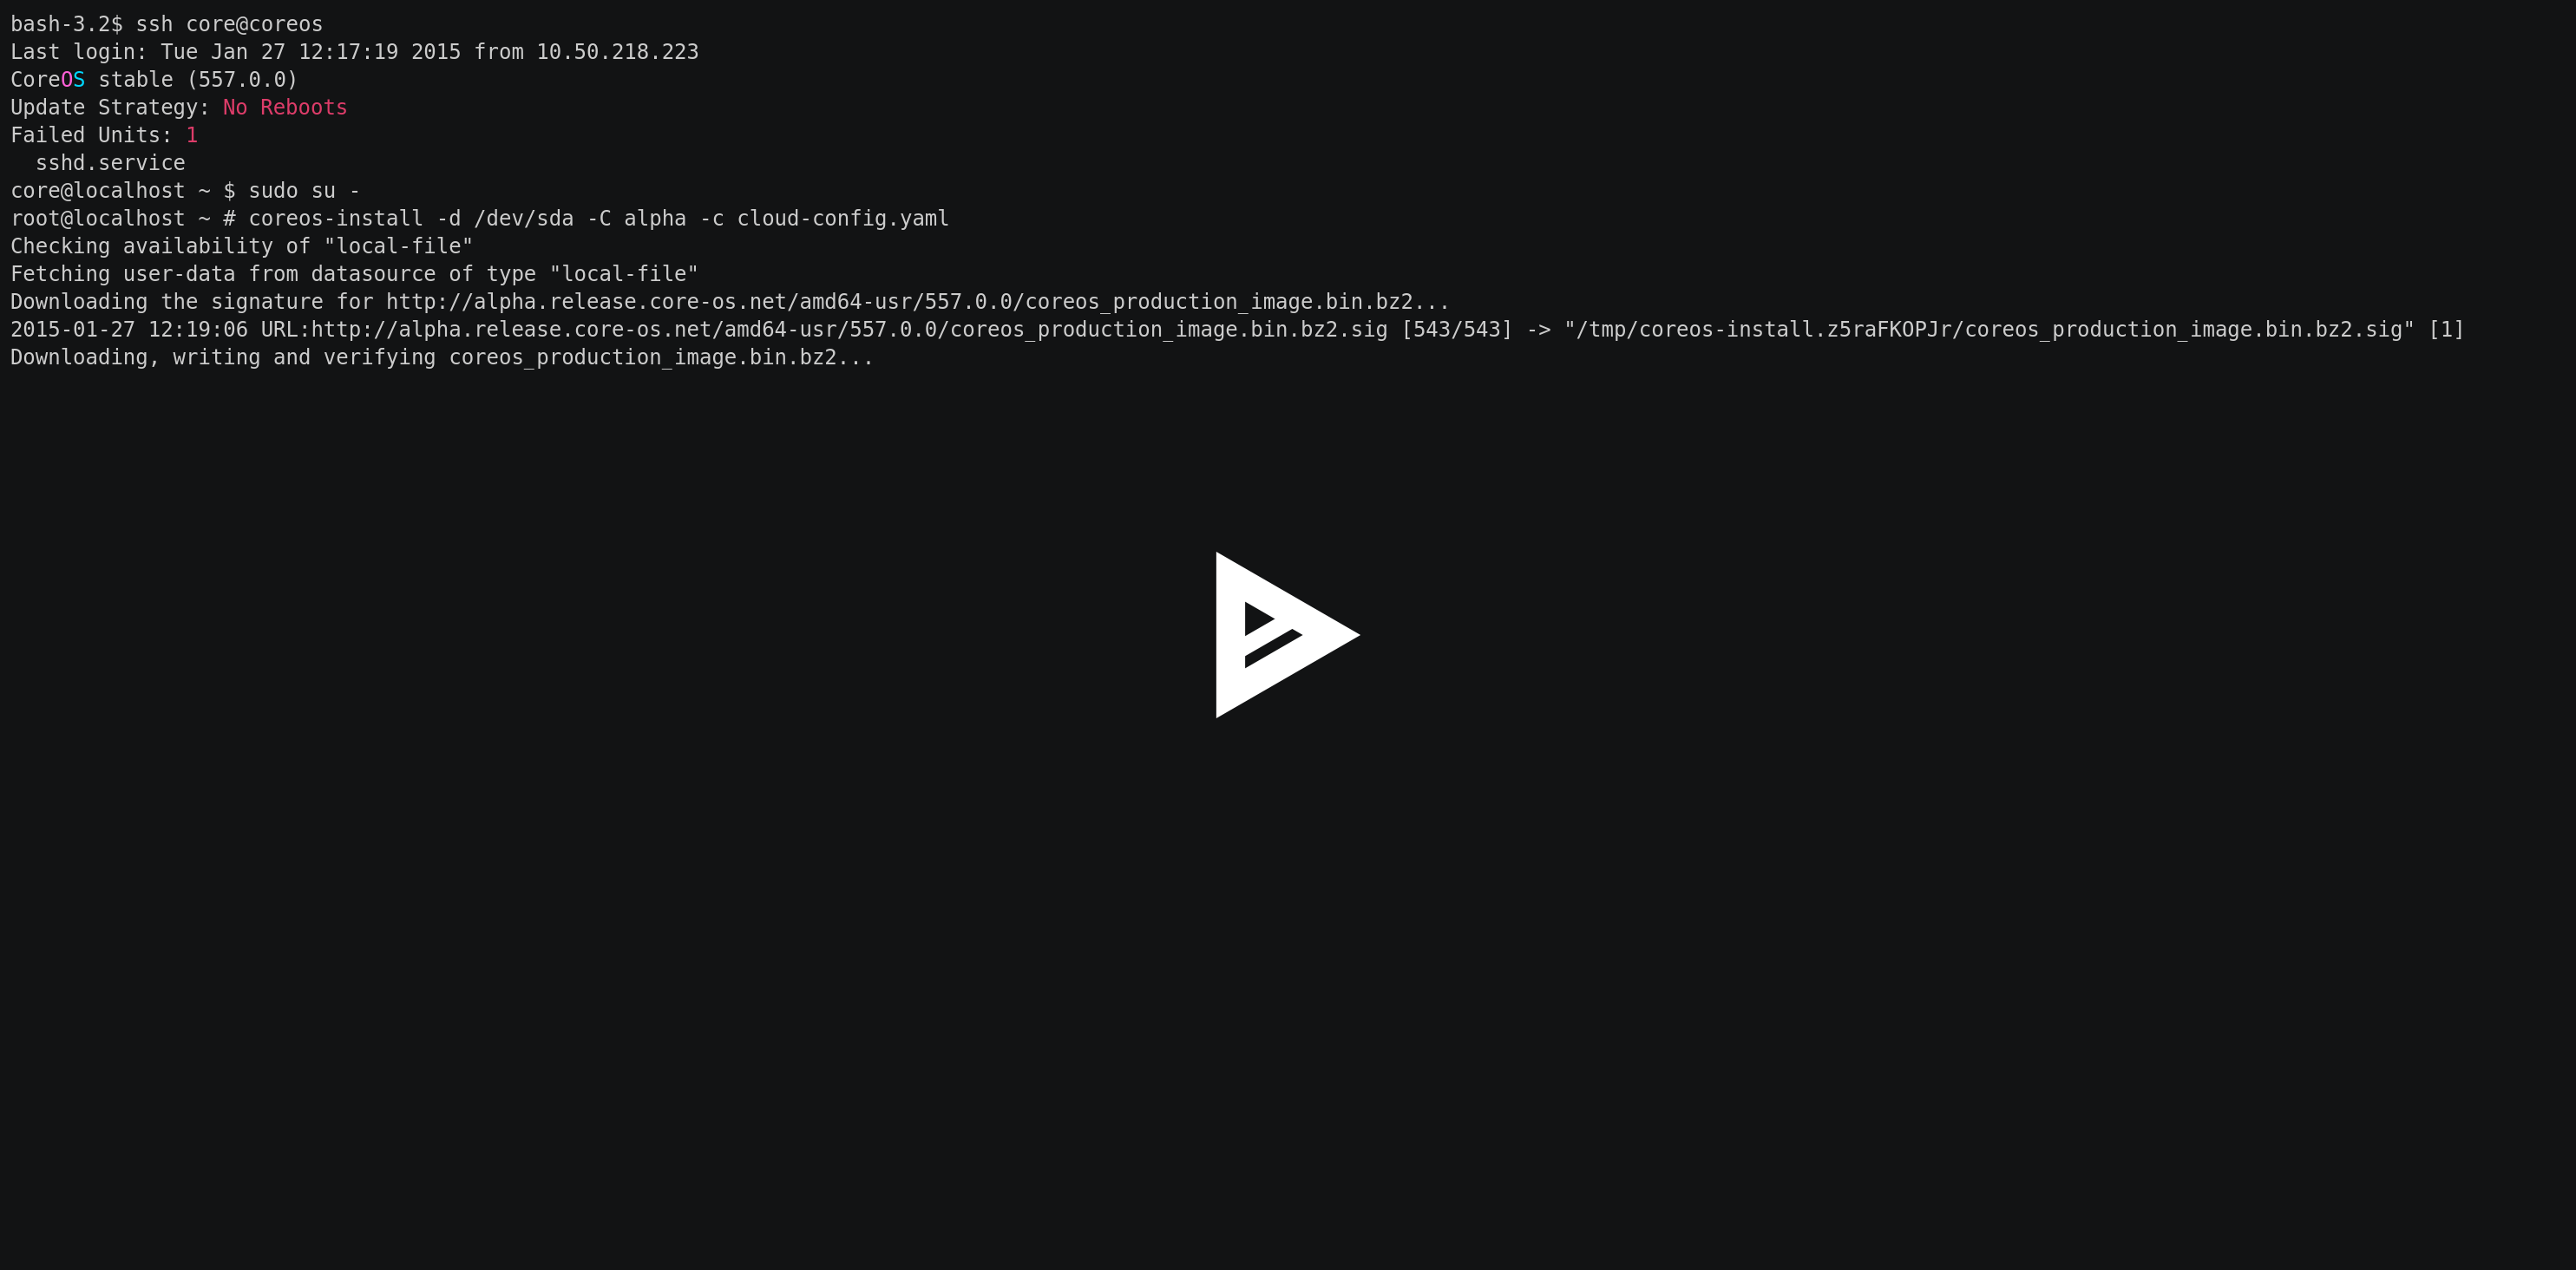 bash-3.2$ ssh core@coreos
Last login: Tue Jan 27 12:17:19 2015 from 10.50.218.223
CoreOS stable (557.0.0)
Update Strategy: No Reboots
Failed Units: 1
  sshd.service
core@localhost ~ $ sudo su -
root@localhost ~ # coreos-install -d /dev/sda -C alpha -c cloud-config.yaml
Checking availability of "local-file"
Fetching user-data from datasource of type "local-file"
Downloading the signature for http://alpha.release.core-os.net/amd64-usr/557.0.0/coreos_production_image.bin.bz2...
2015-01-27 12:19:06 URL:http://alpha.release.core-os.net/amd64-usr/557.0.0/coreos_production_image.bin.bz2.sig [543/543] -> "/tmp/coreos-install.z5raFKOPJr/coreos_production_image.bin.bz2.sig" [1]
Downloading, writing and verifying coreos_production_image.bin.bz2...